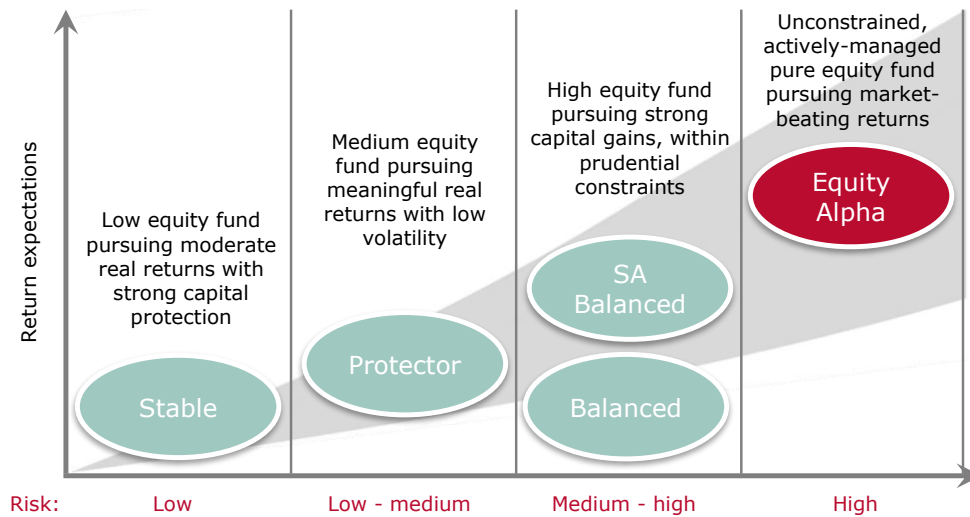 Return expectations
Low equity fund
pursuing moderate
real returns with
strong capital
protection
Stable
Medium equity
fund pursuing
meaningful real
returns with low
volatility
Protector
High equity fund
pursuing strong
capital gains, within
prudential
constraints
SA
Balanced
Balanced
Unconstrained,
actively-managed
pure equity fund
pursuing market-
beating returns
Equity
Alpha
Risk:
Low
Low - medium
Medium - high
High